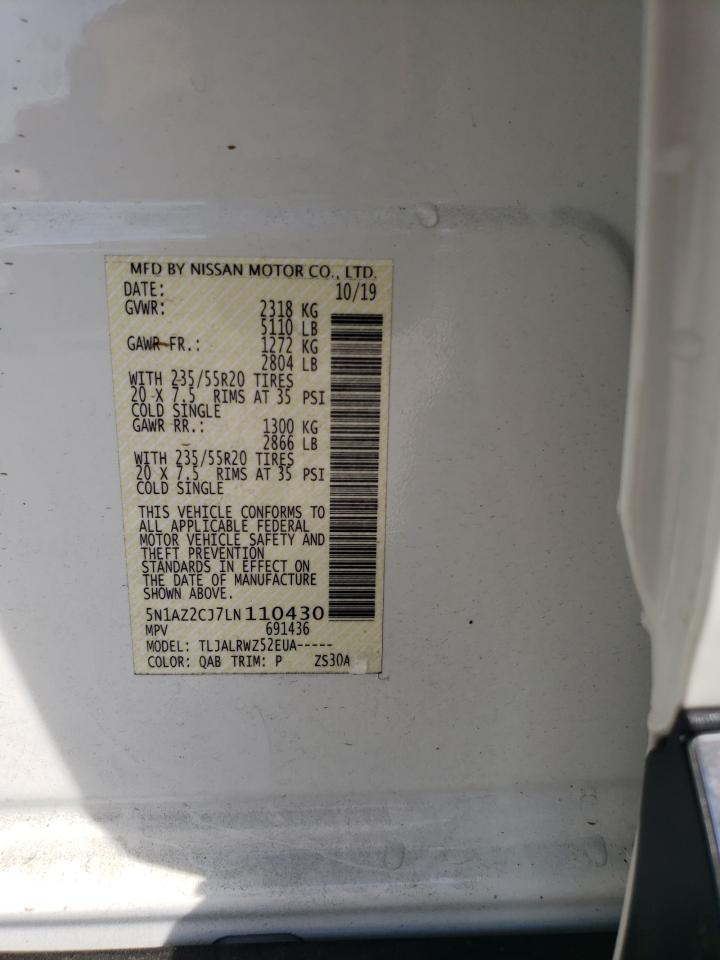 MFD BY NISSAN MOTOR CO., LTD.
DATE: 10/19
GVWR: 2318 KG
5110 LB
GAWR FR.: 1272 KG
2804 LB
WITH 235/55R20 TIRES
20 X 7.5 RIMS AT 35 PSI
COLD SINGLE
GAWR RR.: 1300 KG
2866 LB
WITH 235/55R20 TIRES
20 X 7.5 RIMS AT 35 PSI
COLD SINGLE
THIS VEHICLE CONFORMS TO
ALL APPLICABLE FEDERAL
MOTOR VEHICLE SAFETY AND
THEFT PREVENTION
STANDARDS IN EFFECT ON
THE DATE OF MANUFACTURE
SHOWN ABOVE.
5N1AZ2CJ7LN110430
MPV 691436
MODEL: TLJALRWZ52EUA-----
COLOR: QAB TRIM: P ZS30A